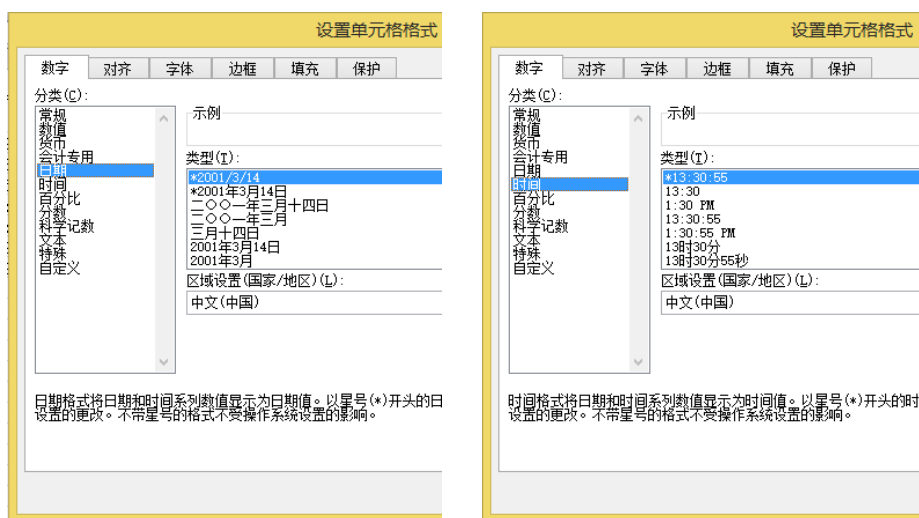 设置单元格格式
数字 对齐 字体 边框 填充 保护
分类(C):
常规
数值
货币
会计专用
日期
时间
百分比
分数
科学记数
文本
特殊
自定义
示例
类型(T):
*2001/3/14
*2001年3月14日
二〇〇一年三月十四日
二〇〇一年三月
三月十四日
2001年3月14日
2001年3月
区域设置(国家/地区)(L):
中文(中国)
日期格式将日期和时间系列数值显示为日期值。以星号(*)开头的日
设置的更改。不带星号的格式不受操作系统设置的影响。
设置单元格格式
数字 对齐 字体 边框 填充 保护
分类(C):
常规
数值
货币
会计专用
日期
时间
百分比
分数
科学记数
文本
特殊
自定义
示例
类型(T):
*13:30:55
13:30
1:30 PM
13:30:55
1:30:55 PM
13时30分
13时30分55秒
区域设置(国家/地区)(L):
中文(中国)
时间格式将日期和时间系列数值显示为时间值。以星号(*)开头的时
设置的更改。不带星号的格式不受操作系统设置的影响。